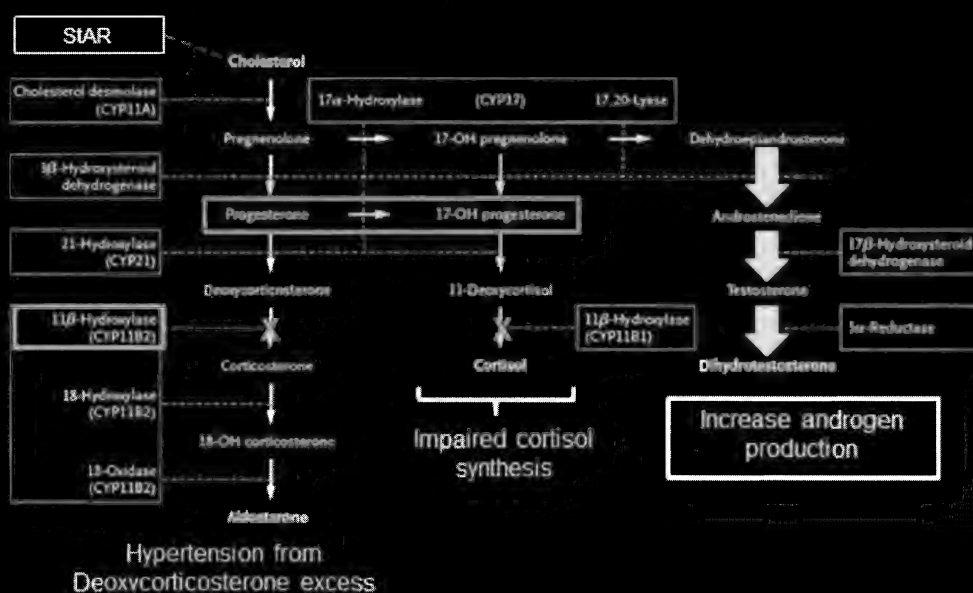 StAR
Cholesterol
Cholesterol desmolase
(CYP11A)
17α-Hydroxylase (CYP17) 17,20-Lyase
Pregnenolone 17-OH pregnenolone Dehydroepiandrosterone
3β-Hydroxysteroid
dehydrogenase
Progesterone 17-OH progesterone Androstenedione
21-Hydroxylase
(CYP21)
17β-Hydroxysteroid
dehydrogenase
Deoxycorticosterone 11-Deoxycortisol Testosterone
11β-Hydroxylase
(CYP11B2)
11β-Hydroxylase
(CYP11B1)
5α-Reductase
Corticosterone Cortisol Dihydrotestosterone
18-Hydroxylase
(CYP11B2)
Impaired cortisol
synthesis
Increase androgen
production
18-OH corticosterone
18-Oxidase
(CYP11B2)
Aldosterone
Hypertension from
Deoxycorticosterone excess